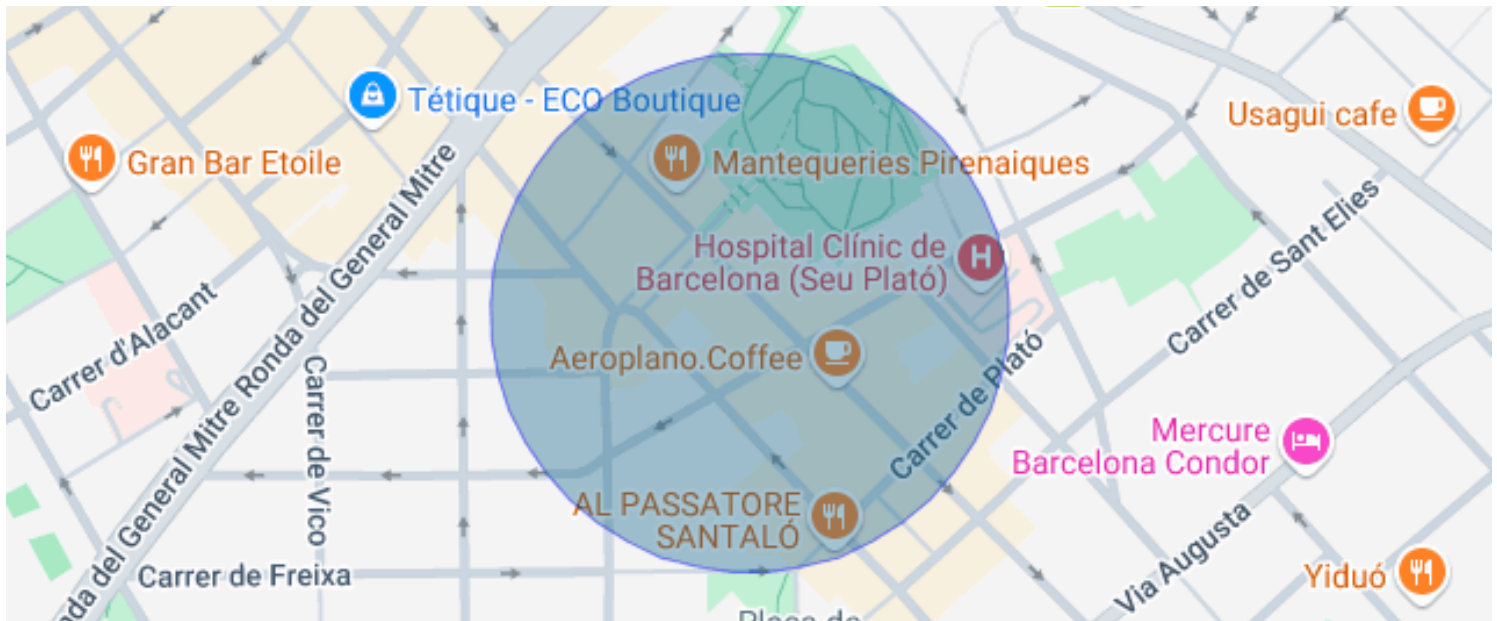 Tétique - ECO Boutique
Usagui cafe
Gran Bar Etoile
Mantequeries Pirenaiques
Ronda del General Mitre
Ronda del General Mitre
Carrer de Sant Elies
Hospital Clínic de
Barcelona (Seu Plató)
Carrer d'Alacant
Aeroplano.Coffee
Carrer de Plató
Carrer de Vico
Mercure
Barcelona Condor
AL PASSATORE
SANTALÓ
Via Augusta
Carrer de Freixa
Yiduó
Plaça de